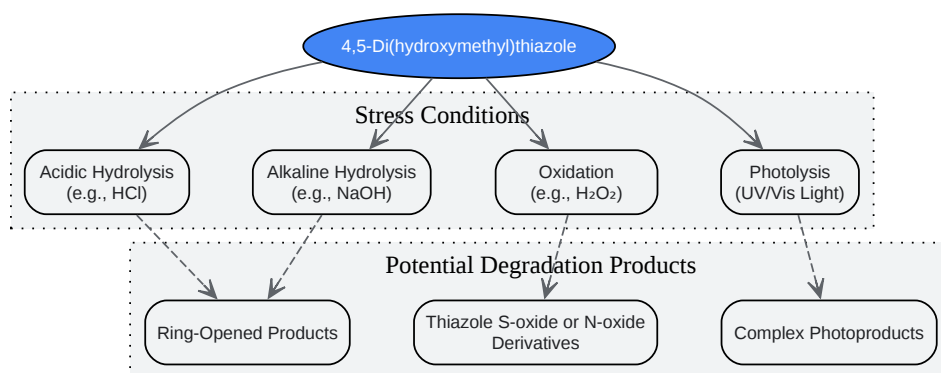 4,5-Di(hydroxymethyl)thiazole
Stress Conditions
Acidic Hydrolysis
(e.g., HCl)
Alkaline Hydrolysis
(e.g., NaOH)
Oxidation
(e.g., H₂O₂)
Photolysis
(UV/Vis Light)
Potential Degradation Products
Ring-Opened Products
Thiazole S-oxide or N-oxide
Derivatives
Complex Photoproducts